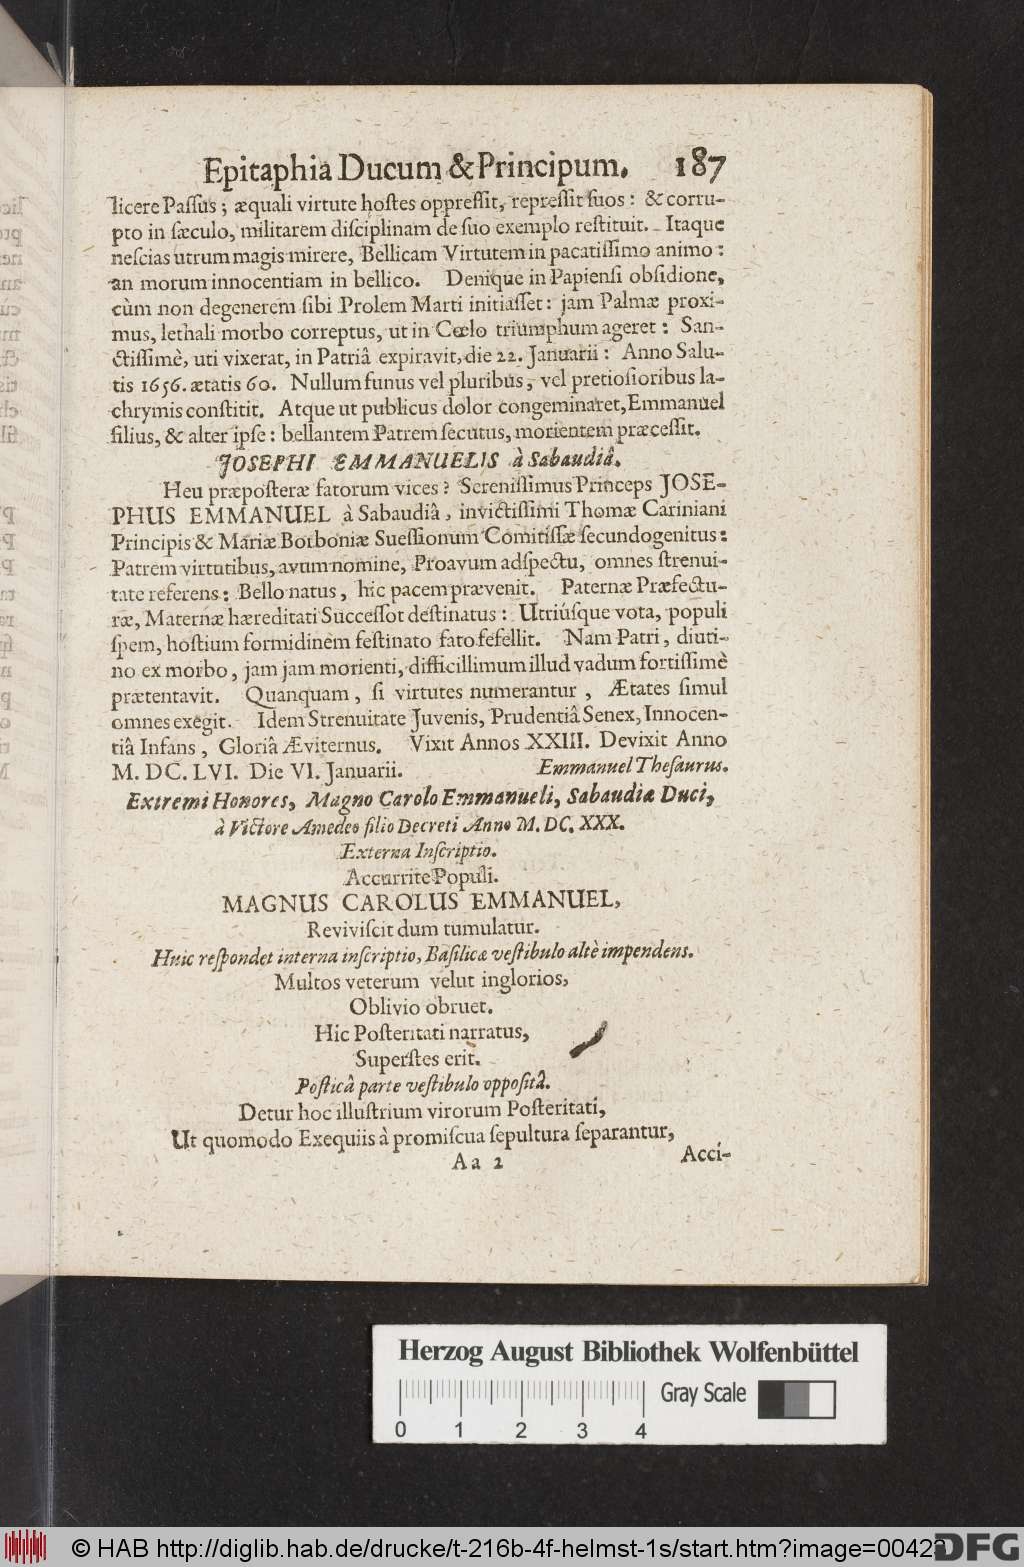 Epitaphia Ducum & Principum. 187
licere Passus; æquali virtute hostes oppressit, repressit suos: & corru-
pto in sæculo, militarem disciplinam de suo exemplo restituit. Itaque
nescias utrum magis mirere, Bellicam Virtutem in pacatissimo animo:
an morum innocentiam in bellico. Denique in Papiensi obsidione,
cùm non degenerem sibi Prolem Marti initiasset: jam Palmæ proxi-
mus, lethali morbo correptus, ut in Cœlo triumphum ageret: San-
ctissimè, uti vixerat, in Patriâ expiravit, die 22. Januarii: Anno Salu-
tis 1656. ætatis 60. Nullum funus vel pluribus, vel pretiosioribus la-
chrymis constitit. Atque ut publicus dolor congeminaret, Emmanuel
filius, & alter ipse: bellantem Patrem secutus, morientem præcessit.
JOSEPHI EMMANUELIS à Sabaudiâ.
Heu præposteræ fatorum vices? Serenissimus Princeps JOSE-
PHUS EMMANUEL à Sabaudiâ, invictissimi Thomæ Cariniani
Principis & Mariæ Borboniæ Suessionum Comitissæ secundogenitus:
Patrem virtutibus, avum nomine, Proavum adspectu, omnes strenui-
tate referens: Bello natus, hic pacem prævenit. Paternæ Præfectu-
ræ, Maternæ hæreditati Successor destinatus: Utriúsque vota, populi
spem, hostium formidinem festinato fato fefellit. Nam Patri, diuti-
no ex morbo, jam jam morienti, difficillimum illud vadum fortissimè
prætentavit. Quanquam, si virtutes numerantur, Ætates simul
omnes exegit. Idem Strenuitate Juvenis, Prudentiâ Senex, Innocen-
tiâ Infans, Gloriâ Æviternus. Vixit Annos XXIII. Devixit Anno
M. DC. LVI. Die VI. Januarii. Emmanuel Thesaurus.
Extremi Honores, Magno Carolo Emmanueli, Sabaudiæ Duci,
à Victore Amedeo filio Decreti Anno M. DC. XXX.
Externa Inscriptio.
Accurrite Populi.
MAGNUS CAROLUS EMMANUEL,
Reviviscit dum tumulatur.
Huic respondet interna inscriptio, Basilicæ vestibulo altè impendens.
Multos veterum velut inglorios,
Oblivio obruet.
Hic Posteritati narratus,
Superstes erit.
Posticâ parte vestibulo oppositâ.
Detur hoc illustrium virorum Posteritati,
Ut quomodo Exequiis à promiscua sepultura separantur,
Aa 2 Acci-
Herzog August Bibliothek Wolfenbüttel
Gray Scale
0 1 2 3 4
© HAB http://diglib.hab.de/drucke/t-216b-4f-helmst-1s/start.htm?image=00423
DFG